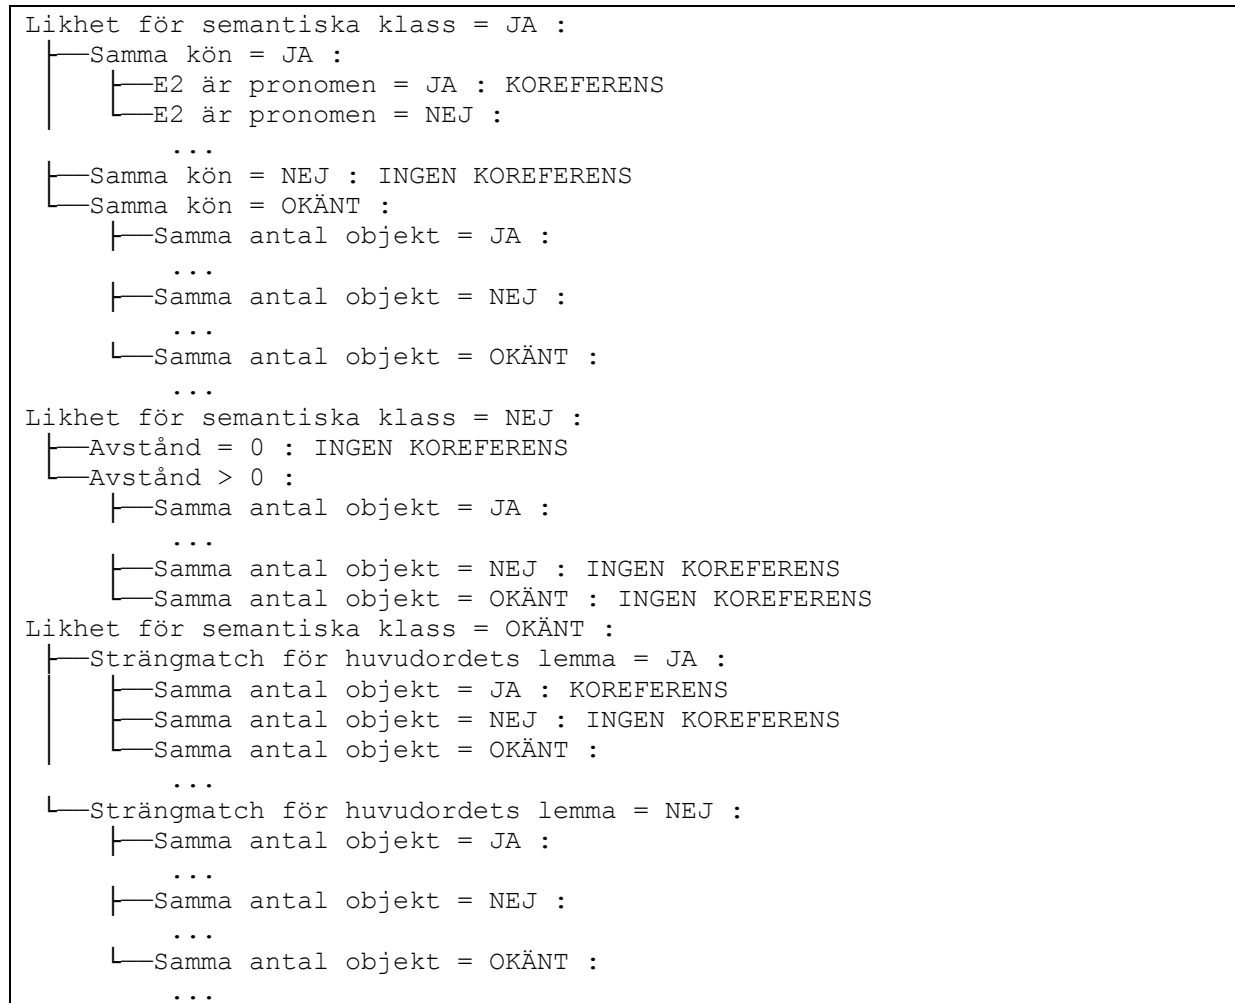 Likhet för semantiska klass = JA :
├──Samma kön = JA :
│   ├──E2 är pronomen = JA : KOREFERENS
│   └──E2 är pronomen = NEJ :
...
├──Samma kön = NEJ : INGEN KOREFERENS
└──Samma kön = OKÄNT :
├──Samma antal objekt = JA :
...
├──Samma antal objekt = NEJ :
...
└──Samma antal objekt = OKÄNT :
...
Likhet för semantiska klass = NEJ :
├──Avstånd = 0 : INGEN KOREFERENS
└──Avstånd > 0 :
├──Samma antal objekt = JA :
...
├──Samma antal objekt = NEJ : INGEN KOREFERENS
└──Samma antal objekt = OKÄNT : INGEN KOREFERENS
Likhet för semantiska klass = OKÄNT :
├──Strängmatch för huvudordets lemma = JA :
│   ├──Samma antal objekt = JA : KOREFERENS
│   ├──Samma antal objekt = NEJ : INGEN KOREFERENS
│   └──Samma antal objekt = OKÄNT :
...
└──Strängmatch för huvudordets lemma = NEJ :
├──Samma antal objekt = JA :
...
├──Samma antal objekt = NEJ :
...
└──Samma antal objekt = OKÄNT :
...